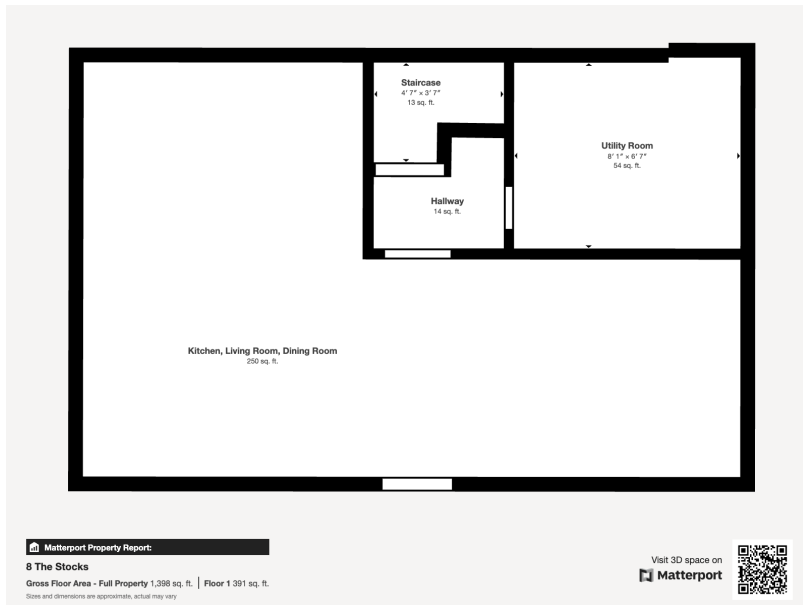 Staircase
4' 7" × 3' 7"
13 sq. ft.
Utility Room
8' 1" × 6' 7"
54 sq. ft.
Hallway
14 sq. ft.
Kitchen, Living Room, Dining Room
250 sq. ft.
Matterport Property Report:
8 The Stocks
Gross Floor Area - Full Property 1,398 sq. ft. | Floor 1 391 sq. ft.
Sizes and dimensions are approximate, actual may vary
Visit 3D space on
Matterport